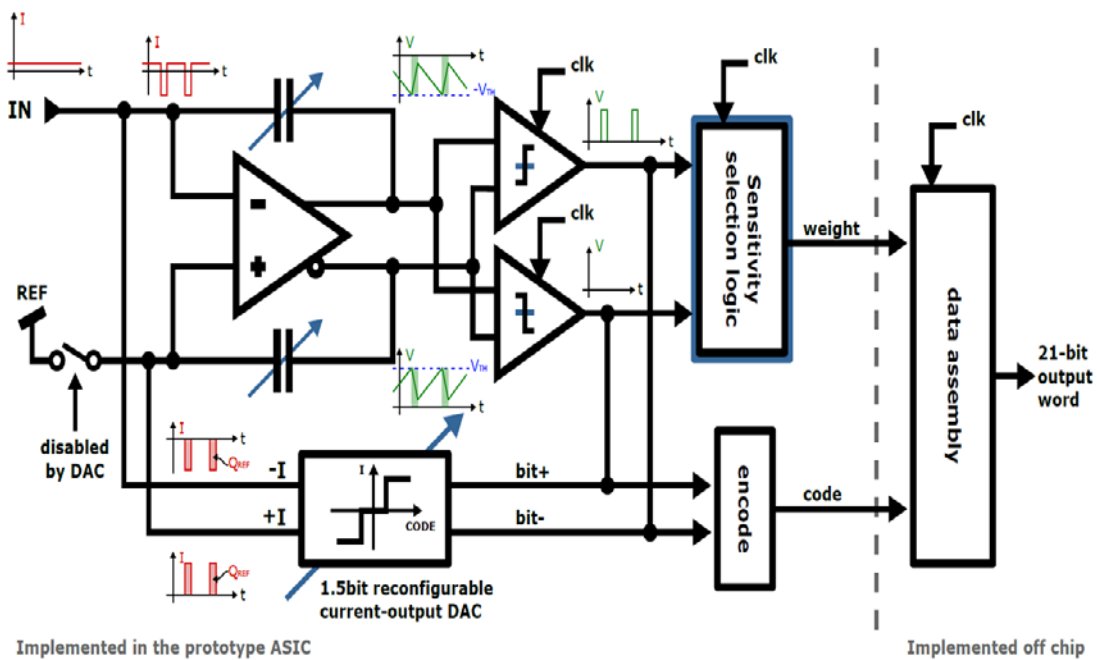 I
t
I
t
V
t
-VTH
clk
V
t
clk
clk
IN
-
+
clk
V
t
Sensitivity
selection logic
weight
data assembly
21-bit
output
word
REF
disabled
by DAC
V
VTH
t
I
t
QREF
-I
+I
I
CODE
bit+
bit-
encode
code
I
QREF
t
1.5bit reconfigurable
current-output DAC
Implemented in the prototype ASIC
Implemented off chip